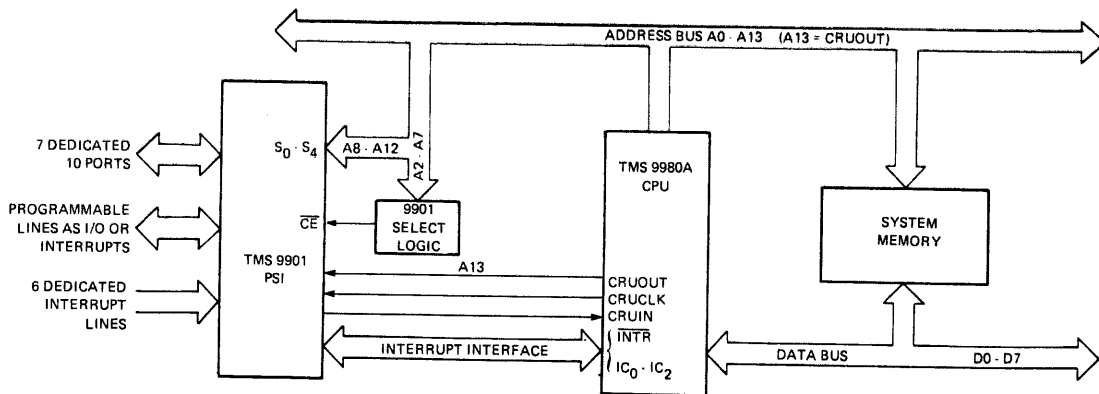 ADDRESS BUS A0 - A13 (A13 = CRUOUT)
7 DEDICATED
10 PORTS
S0 - S4
A8 - A12
A2 - A7
TMS 9980A
CPU
PROGRAMMABLE
LINES AS I/O OR
INTERRUPTS
CE
9901
SELECT
LOGIC
SYSTEM
MEMORY
TMS 9901
PSI
A13
6 DEDICATED
INTERRUPT
LINES
CRUOUT
CRUCLK
CRUIN
INTERRUPT INTERFACE
INTR
IC0 - IC2
DATA BUS
D0 - D7